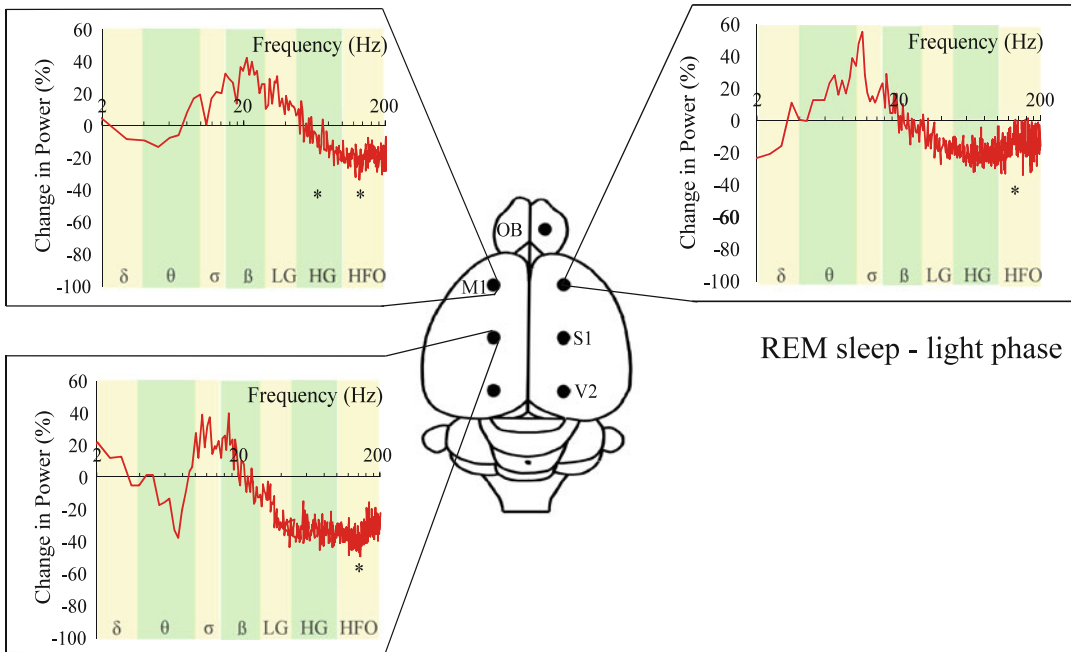 60
40
20
0
-20
-40
-60
-80
-100
Change in Power (%)
Frequency (Hz)
2
20
200
*
*
δ θ σ ß LG HG HFO
60
40
20
0
-20
-40
-60
-80
-100
Change in Power (%)
Frequency (Hz)
2
20
200
*
δ θ σ ß LG HG HFO
OB
M1
S1
V2
REM sleep - light phase
60
40
20
0
-20
-40
-60
-80
-100
Change in Power (%)
Frequency (Hz)
2
20
200
*
δ θ σ ß LG HG HFO